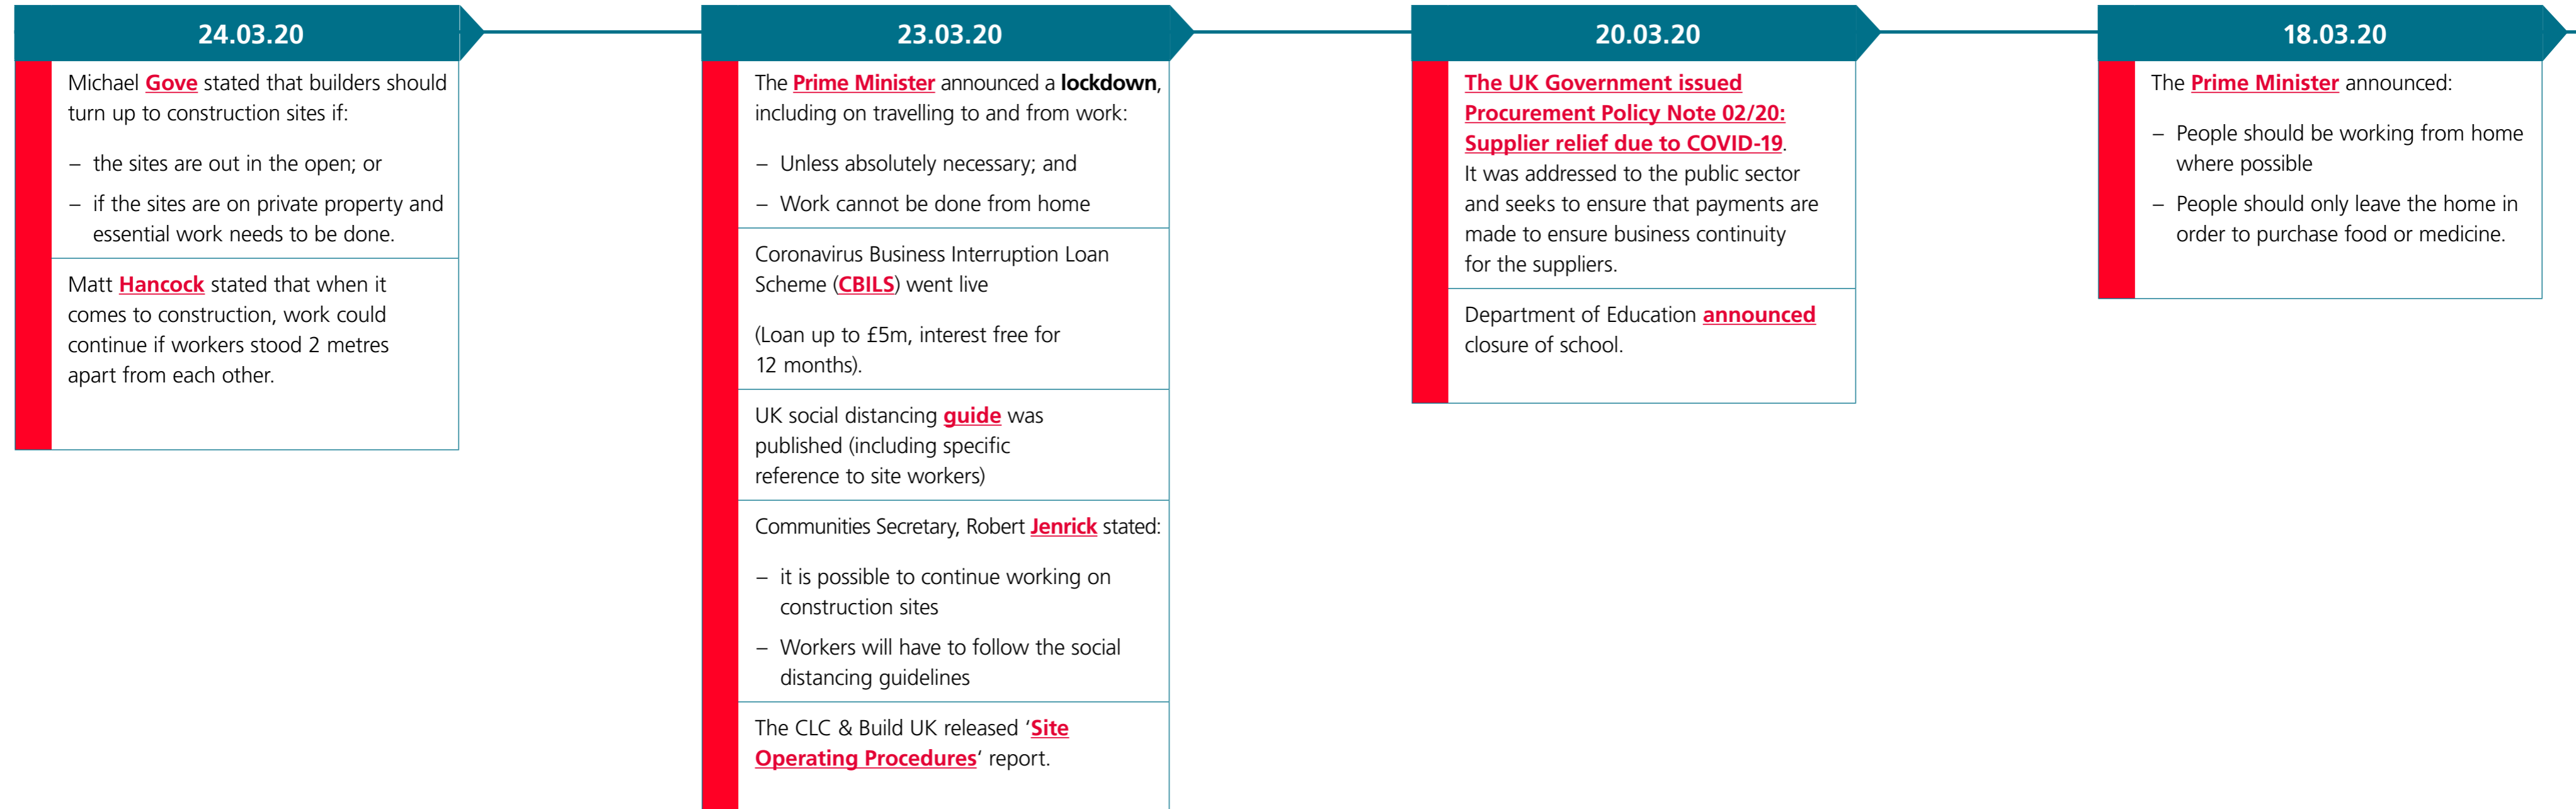 24.03.20
Michael Gove stated that builders should
turn up to construction sites if:
– the sites are out in the open; or
– if the sites are on private property and
essential work needs to be done.
Matt Hancock stated that when it
comes to construction, work could
continue if workers stood 2 metres
apart from each other.
23.03.20
The Prime Minister announced a lockdown,
including on travelling to and from work:
– Unless absolutely necessary; and
– Work cannot be done from home
Coronavirus Business Interruption Loan
Scheme (CBILS) went live
(Loan up to £5m, interest free for
12 months).
UK social distancing guide was
published (including specific
reference to site workers)
Communities Secretary, Robert Jenrick stated:
– it is possible to continue working on
construction sites
– Workers will have to follow the social
distancing guidelines
The CLC & Build UK released ‘Site
Operating Procedures‘ report.
20.03.20
The UK Government issued
Procurement Policy Note 02/20:
Supplier relief due to COVID-19.
It was addressed to the public sector
and seeks to ensure that payments are
made to ensure business continuity
for the suppliers.
Department of Education announced
closure of school.
18.03.20
The Prime Minister announced:
– People should be working from home
where possible
– People should only leave the home in
order to purchase food or medicine.